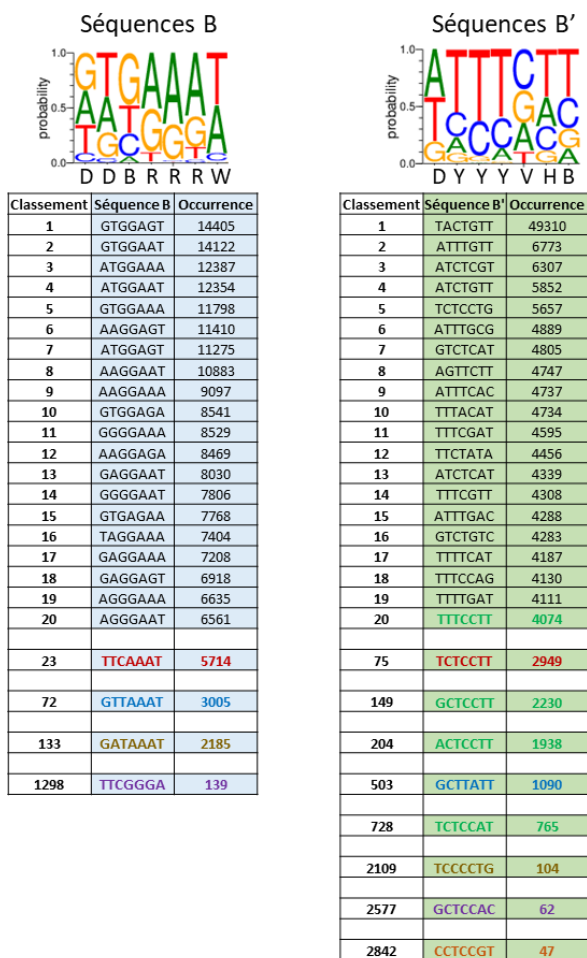 Séquences B
1.0
probability
0.5
0.0
D D B R R R W
Classement Séquence B Occurrence
1 GTGGAGT 14405
2 GTGGAAT 14122
3 ATGGAAA 12387
4 ATGGAAT 12354
5 GTGGAAA 11798
6 AAGGAGT 11410
7 ATGGAGT 11275
8 AAGGAAT 10883
9 AAGGAAA 9097
10 GTGGAGA 8541
11 GGGGAAA 8529
12 AAGGAGA 8469
13 GAGGAAT 8030
14 GGGGAAT 7806
15 GTGAGAA 7768
16 TAGGAAA 7404
17 GAGGAAA 7208
18 GAGGAGT 6918
19 AGGGAAA 6635
20 AGGGAAT 6561
23 TTCAAAT 5714
72 GTTAAAT 3005
133 GATAAAT 2185
1298 TTCGGGA 139
Séquences B’
1.0
probability
0.5
0.0
D Y Y Y V H B
Classement Séquence B' Occurrence
1 TACTGTT 49310
2 ATTTGTT 6773
3 ATCTCGT 6307
4 ATCTGTT 5852
5 TCTCCTG 5657
6 ATTTGCG 4889
7 GTCTCAT 4805
8 AGTTCTT 4747
9 ATTTCAC 4737
10 TTTACAT 4734
11 TTTCGAT 4595
12 TTCTATA 4456
13 ATCTCAT 4339
14 TTTCGTT 4308
15 ATTTGAC 4288
16 GTCTGTC 4283
17 TTTTCAT 4187
18 TTTCCAG 4130
19 TTTTGAT 4111
20 TTTCCTT 4074
75 TCTCCTT 2949
149 GCTCCTT 2230
204 ACTCCTT 1938
503 GCTTATT 1090
728 TCTCCAT 765
2109 TCCCCTG 104
2577 GCTCCAC 62
2842 CCTCCGT 47